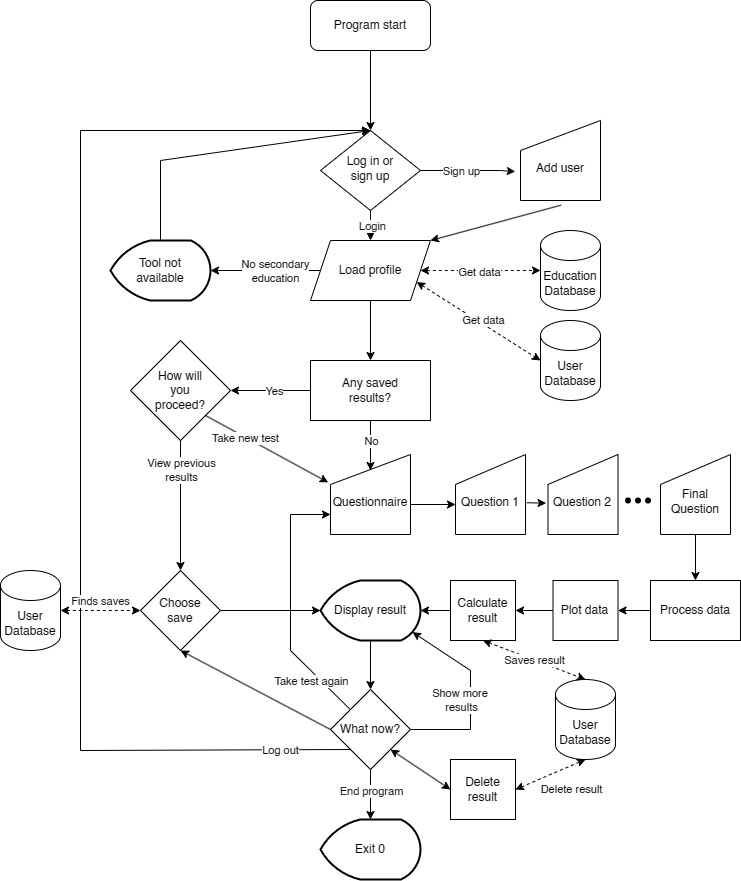 Program start
Log in or
sign up
Sign up
Add user
Login
Tool not
available
No secondary
education
Load profile
Get data
Education
Database
Get data
User
Database
How will
you
proceed?
Yes
Any saved
results?
Take new test
No
View previous
results
Questionnaire
Question 1
Question 2
Final
Question
User
Database
Finds saves
Choose
save
Display result
Calculate
result
Plot data
Process data
Saves result
Take test again
Show more
results
What now?
User
Database
Log out
Delete
result
Delete result
End program
Exit 0